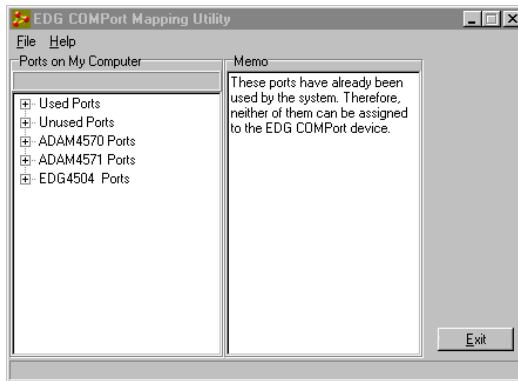 EDG COMPort Mapping Utility
File Help
Ports on My Computer
Memo
Used Ports
Unused Ports
ADAM4570 Ports
ADAM4571 Ports
EDG4504 Ports
These ports have already been
used by the system. Therefore,
neither of them can be assigned
to the EDG COMPort device.
Exit